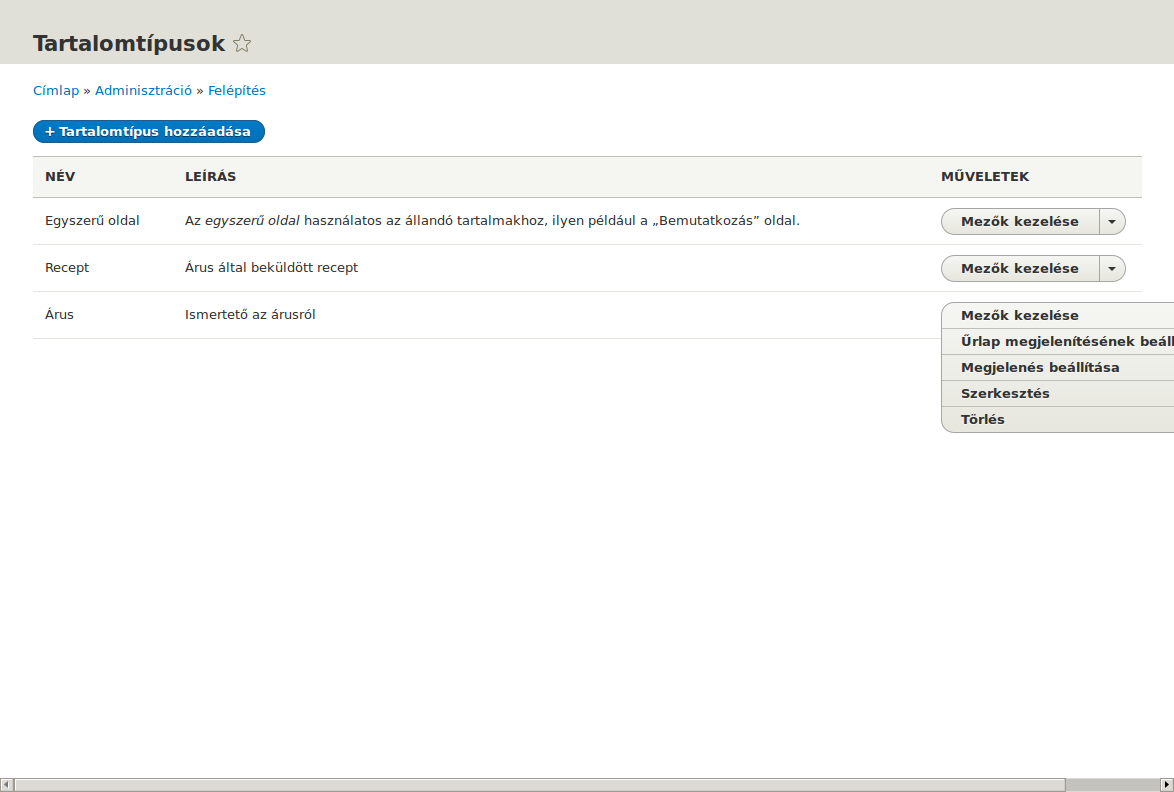 Tartalomtípusok
Címlap » Adminisztráció » Felépítés
+ Tartalomtípus hozzáadása
NÉV LEÍRÁS MŰVELETEK
Egyszerű oldal Az egyszerű oldal használatos az állandó tartalmakhoz, ilyen például a „Bemutatkozás” oldal. Mezők kezelése
Recept Árus által beküldött recept Mezők kezelése
Árus Ismertető az árusról Mezők kezelése
Űrlap megjelenítésének beáll
Megjelenés beállítása
Szerkesztés
Törlés